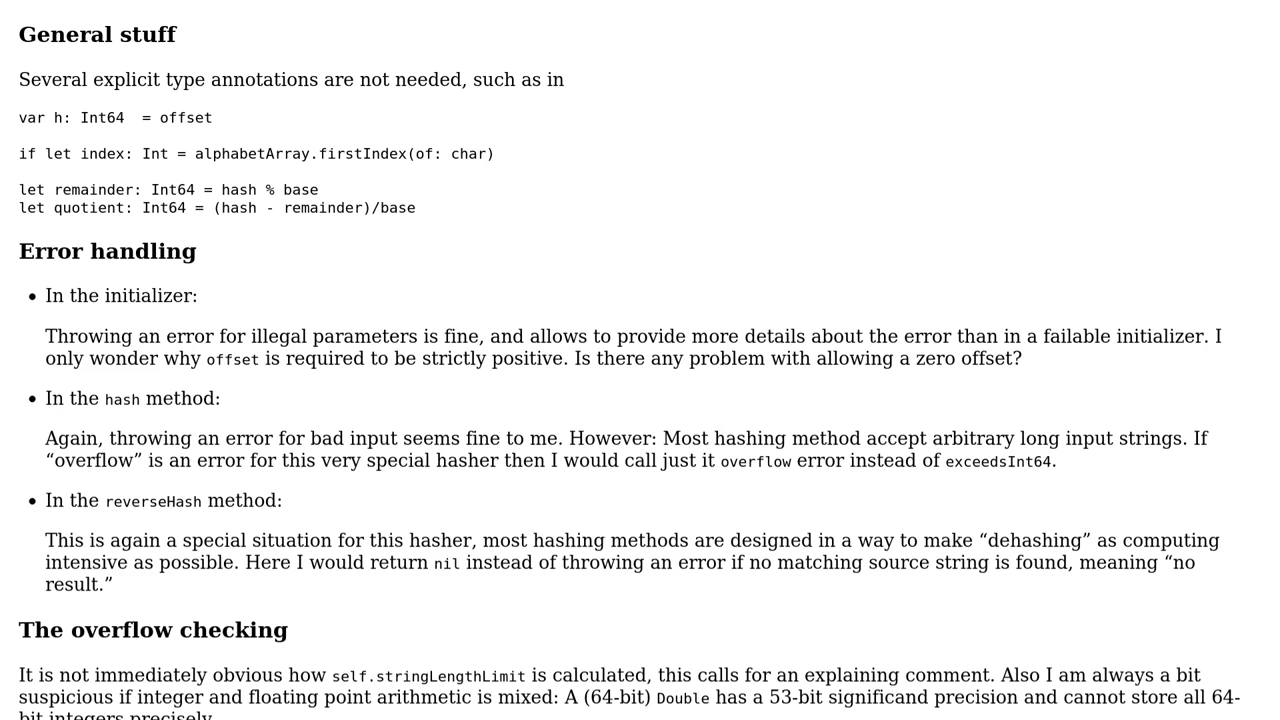 General stuff
Several explicit type annotations are not needed, such as in
var h: Int64  = offset
if let index: Int = alphabetArray.firstIndex(of: char)
let remainder: Int64 = hash % base
let quotient: Int64 = (hash - remainder)/base
Error handling
• In the initializer:
Throwing an error for illegal parameters is fine, and allows to provide more details about the error than in a failable initializer. I
only wonder why offset is required to be strictly positive. Is there any problem with allowing a zero offset?
• In the hash method:
Again, throwing an error for bad input seems fine to me. However: Most hashing method accept arbitrary long input strings. If
“overflow” is an error for this very special hasher then I would call just it overflow error instead of exceedsInt64.
• In the reverseHash method:
This is again a special situation for this hasher, most hashing methods are designed in a way to make “dehashing” as computing
intensive as possible. Here I would return nil instead of throwing an error if no matching source string is found, meaning “no
result.”
The overflow checking
It is not immediately obvious how self.stringLengthLimit is calculated, this calls for an explaining comment. Also I am always a bit
suspicious if integer and floating point arithmetic is mixed: A (64-bit) Double has a 53-bit significand precision and cannot store all 64-
bit integers precisely.